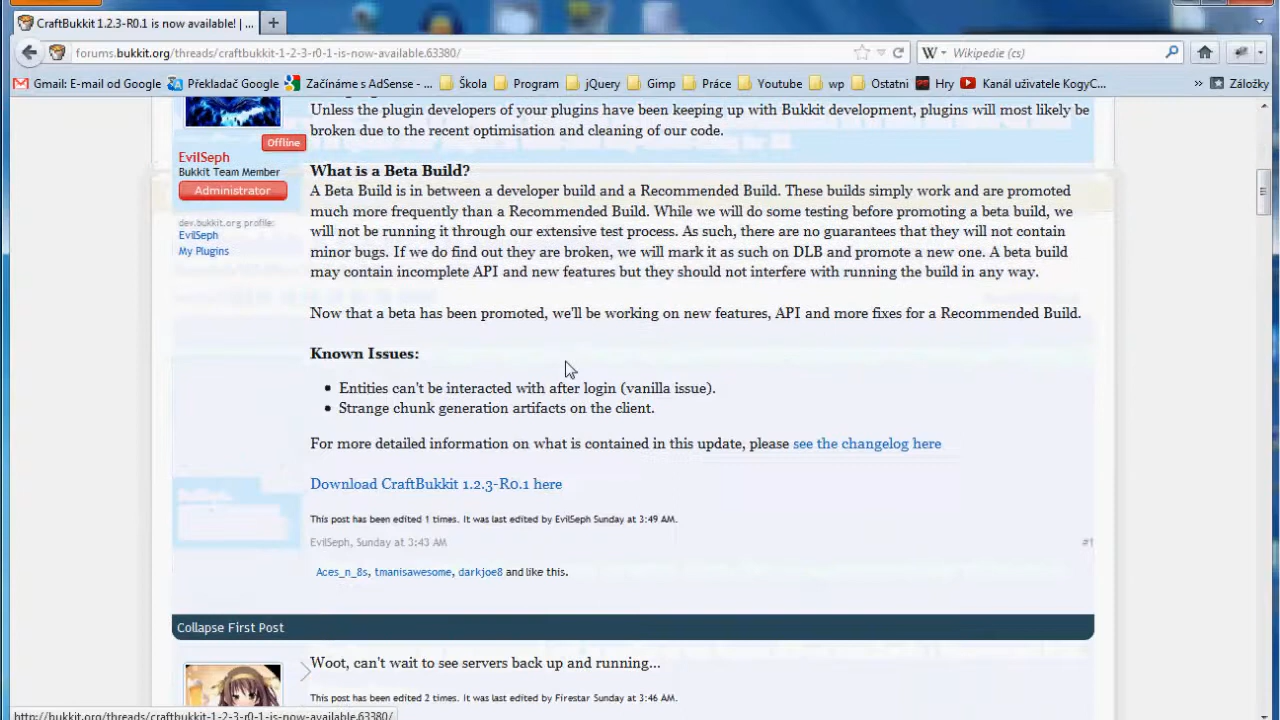 CraftBukkit 1.2.3-R0.1 is now available! | ...
forums.bukkit.org/threads/craftbukkit-1-2-3-r0-1-is-now-available.63380/
W
Wikipedie (cs)
Gmail: E-mail od Google
Překladač Google
Začínáme s AdSense - ...
Škola
Program
jQuery
Gimp
Práce
Youtube
wp
Ostatni
Hry
Kanál uživatele KogyC...
»
Záložky
Unless the plugin developers of your plugins have been keeping up with Bukkit development, plugins will most likely be
broken due to the recent optimisation and cleaning of our code.
Offline
EvilSeph
Bukkit Team Member
Administrator
dev.bukkit.org profile:
EvilSeph
My Plugins
What is a Beta Build?
A Beta Build is in between a developer build and a Recommended Build. These builds simply work and are promoted
much more frequently than a Recommended Build. While we will do some testing before promoting a beta build, we
will not be running it through our extensive test process. As such, there are no guarantees that they will not contain
minor bugs. If we do find out they are broken, we will mark it as such on DLB and promote a new one. A beta build
may contain incomplete API and new features but they should not interfere with running the build in any way.
Now that a beta has been promoted, we'll be working on new features, API and more fixes for a Recommended Build.
Known Issues:
Entities can't be interacted with after login (vanilla issue).
Strange chunk generation artifacts on the client.
For more detailed information on what is contained in this update, please see the changelog here
Download CraftBukkit 1.2.3-R0.1 here
This post has been edited 1 times. It was last edited by EvilSeph Sunday at 3:49 AM.
EvilSeph, Sunday at 3:43 AM
#1
Aces_n_8s, tmanisawesome, darkjoe8 and like this.
Collapse First Post
Woot, can't wait to see servers back up and running...
This post has been edited 2 times. It was last edited by Firestar Sunday at 3:46 AM.
http://bukkit.org/threads/craftbukkit-1-2-3-r0-1-is-now-available.63380/